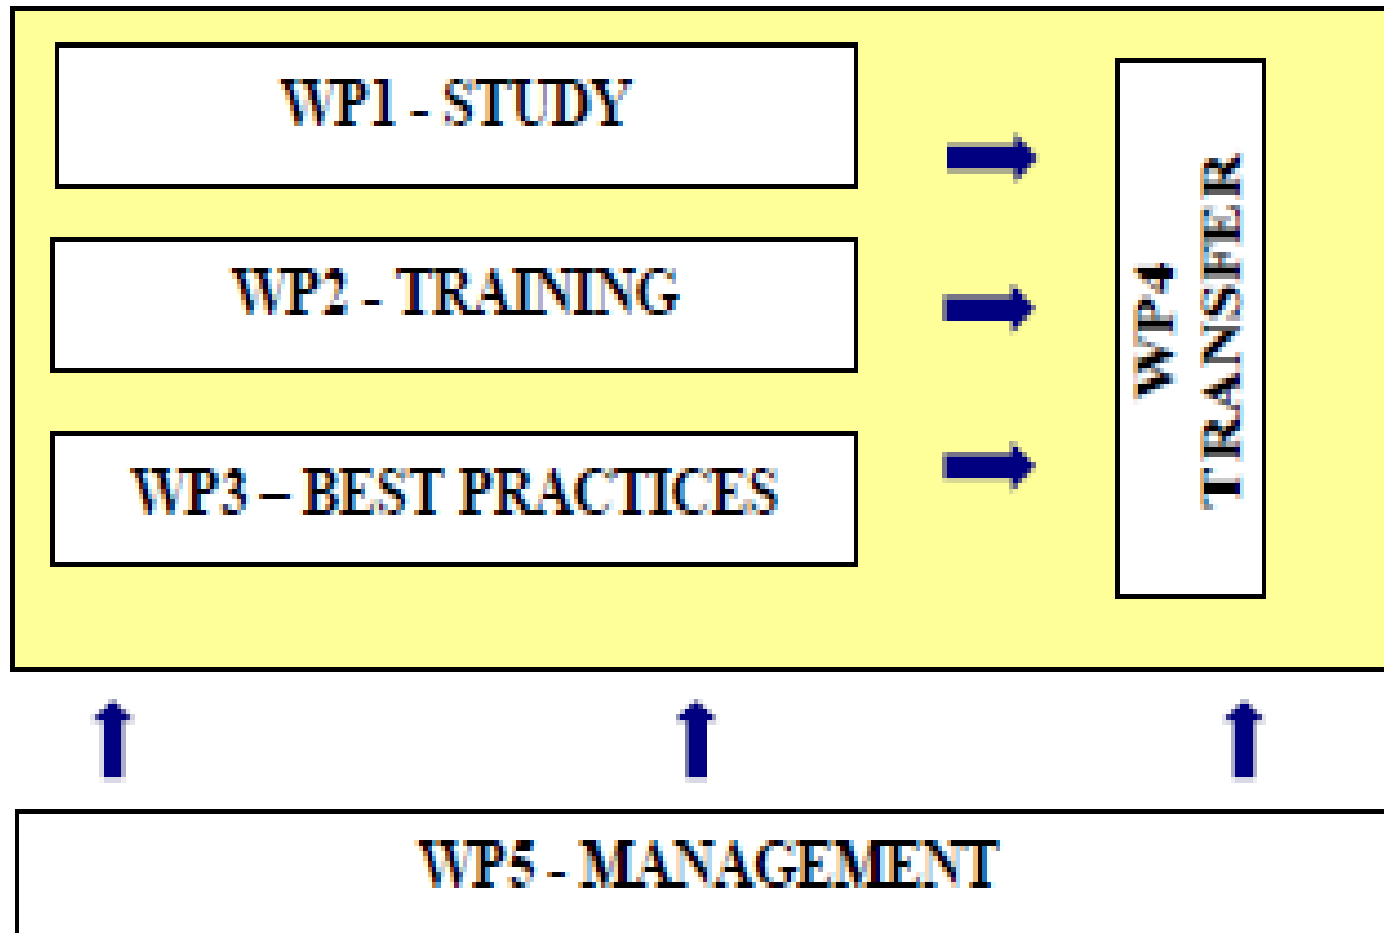 WP1 - STUDY
WP2 - TRAINING
WP3 – BEST PRACTICES
WP4
TRANSFER
WP5 - MANAGEMENT